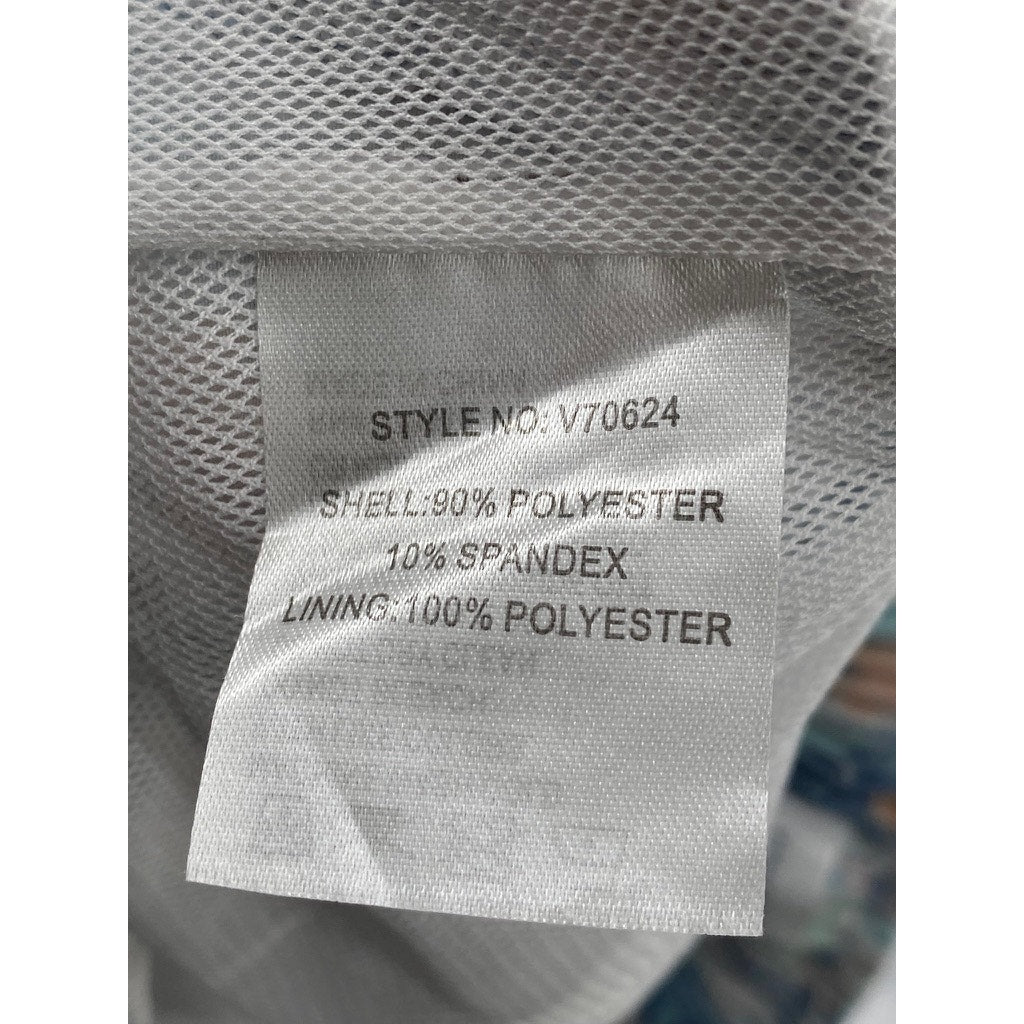 STYLE NO: V70624
SHELL:90% POLYESTER
10% SPANDEX
LINING:100% POLYESTER